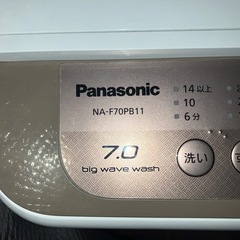 Panasonic
NA-F70PB11
14以上
10
6分
7.0
big wave wash
洗い